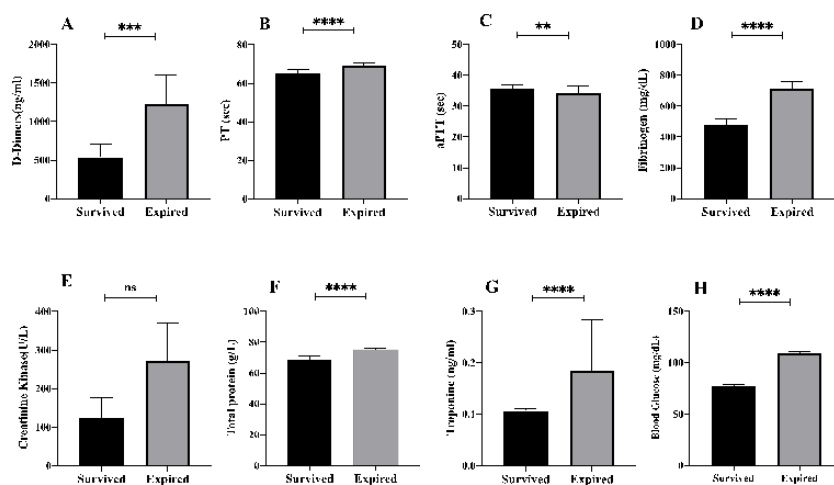 A
***
D-Dimers(ng/ml)
2000
1500
1000
500
0
Survived Expired
B
****
PT (sec)
80
60
40
20
0
Survived Expired
C
**
aPTT (sec)
50
40
30
20
10
0
Survived Expired
D
****
Fibrinogen (mg/dL)
1000
800
600
400
200
0
Survived Expired
E
ns
Creatinine Kinase(U/L)
400
300
200
100
0
Survived Expired
F
****
Total protein (g/L)
100
80
60
40
20
0
Survived Expired
G
****
Troponine (ng/ml)
0.3
0.2
0.1
0.0
Survived Expired
H
****
Blood Glucose (mg/dL)
150
100
50
0
Survived Expired